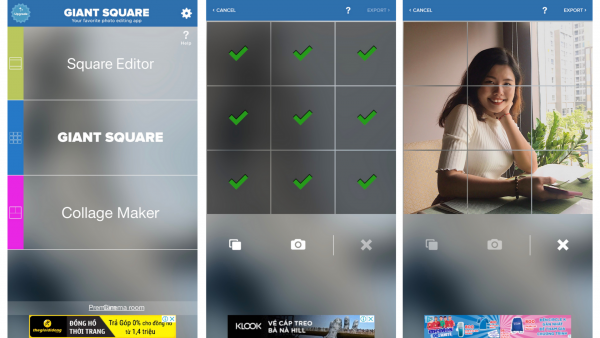 GIANT SQUARE
Your favorite photo editing app
?
Help
Square Editor
GIANT SQUARE
Collage Maker
ĐỒNG HỒ
THỜI TRANG
Trả Góp 0% cho đồng hồ
từ 1,4 triệu
CANCEL
?
EXPORT
KLOOK
VÉ CÁP TREO
BÀ NÀ HILL
CANCEL
?
EXPORT